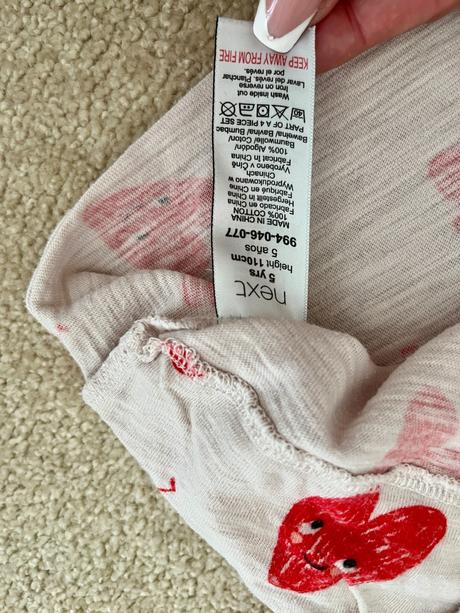 next
5 yrs
height 110cm
5 años
994-046-077
MADE IN CHINA
100% COTTON
Fabricado en China
Hergestellt in China
Fabriqué en Chine
Wyprodukowano w
Chinach
Vyrobeno v Číně
Fabricat în China
100% Algodón/
Baumwolle/ Coton/
Bawełna/ Bavlna/ Bumbac
PART OF A 4 PIECE SET
40
Wash inside out
Iron on reverse
Lavar del revés. Planchar
por el revés.
KEEP AWAY FROM FIRE